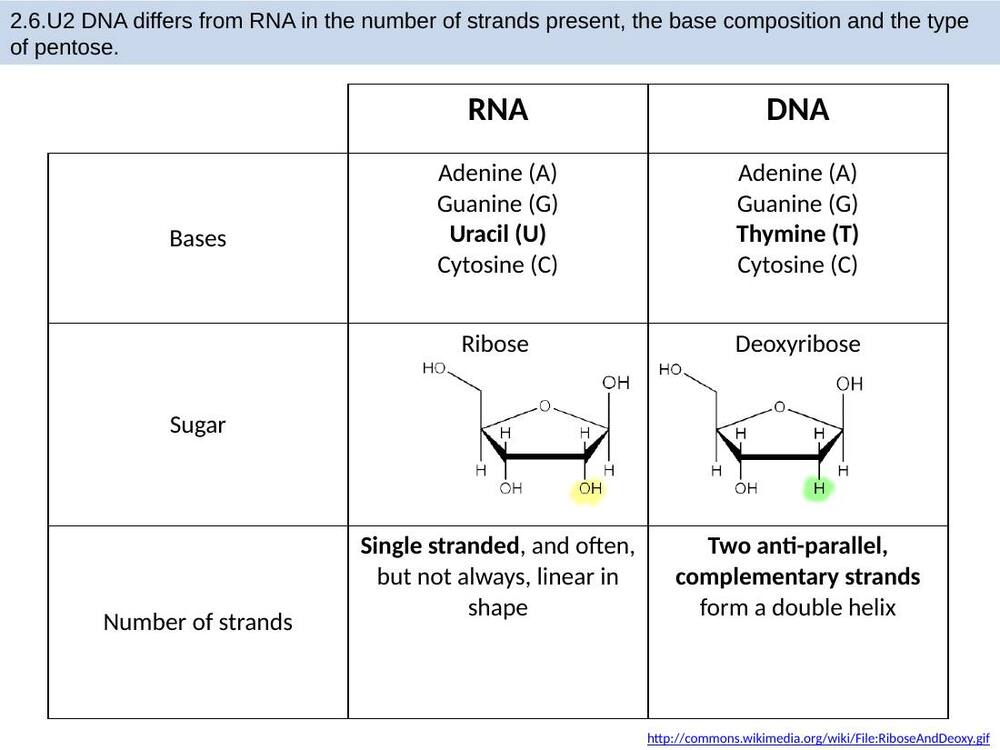 2.6.U2 DNA differs from RNA in the number of strands present, the base composition and the type
of pentose.
RNA
DNA
Bases
Adenine (A)
Guanine (G)
Uracil (U)
Cytosine (C)
Adenine (A)
Guanine (G)
Thymine (T)
Cytosine (C)
Sugar
Ribose
HO
OH
O
H
H
H
H
OH
OH
Deoxyribose
HO
OH
O
H
H
H
H
OH
H
Number of strands
Single stranded, and often,
but not always, linear in
shape
Two anti-parallel,
complementary strands
form a double helix
http://commons.wikimedia.org/wiki/File:RiboseAndDeoxy.gif